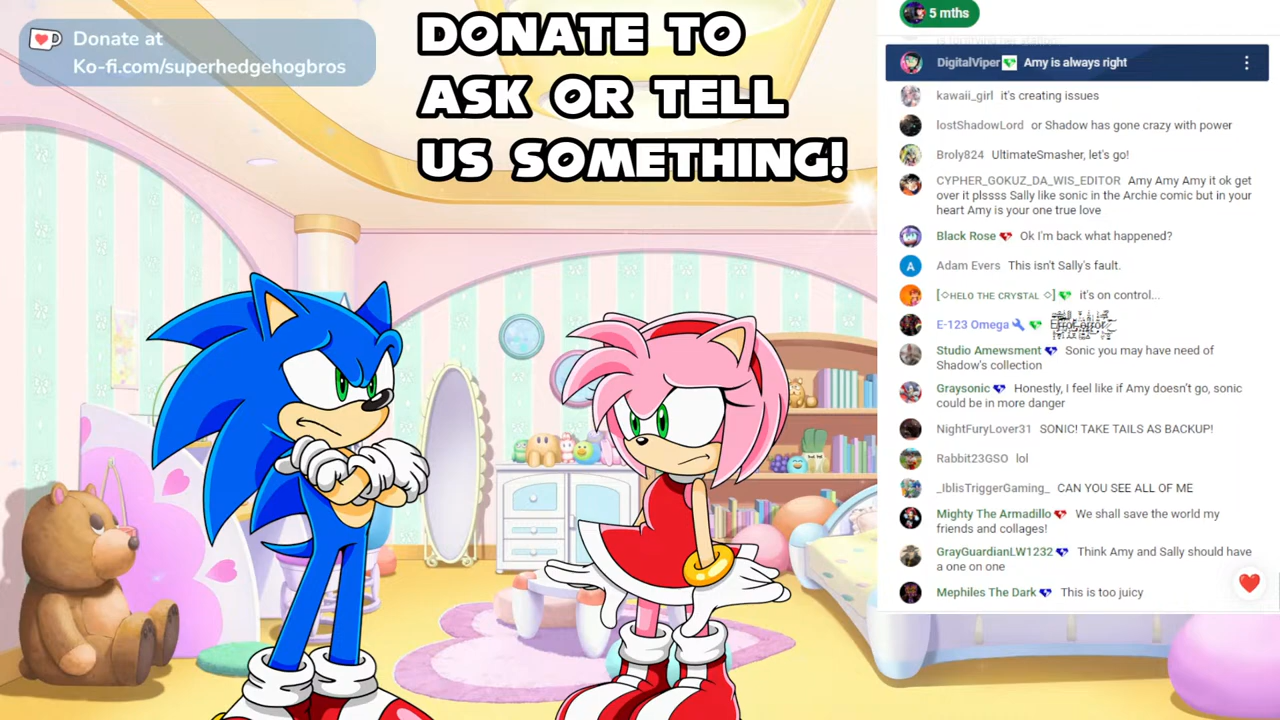 Donate at
Ko-fi.com/superhedgehogbros
DONATE TO
ASK OR TELL
US SOMETHING!
5 mths
DigitalViper Amy is always right
kawaii_girl it's creating issues
lostShadowLord or Shadow has gone crazy with power
Broly824 UltimateSmasher, let's go!
CYPHER_GOKUZ_DA_WIS_EDITOR Amy Amy Amy it ok get
over it plssss Sally like sonic in the Archie comic but in your
heart Amy is your one true love
Black Rose Ok I'm back what happened?
A
Adam Evers This isn't Sally's fault.
[◇HELO THE CRYSTAL ◇] it's on control...
E-123 Omega Error error
Studio Amewsment Sonic you may have need of
Shadow's collection
Graysonic Honestly, I feel like if Amy doesn't go, sonic
could be in more danger
NightFuryLover31 SONIC! TAKE TAILS AS BACKUP!
Rabbit23GSO lol
_IblisTriggerGaming_ CAN YOU SEE ALL OF ME
Mighty The Armadillo We shall save the world my
friends and collages!
GrayGuardianLW1232 Think Amy and Sally should have
a one on one
Mephiles The Dark This is too juicy